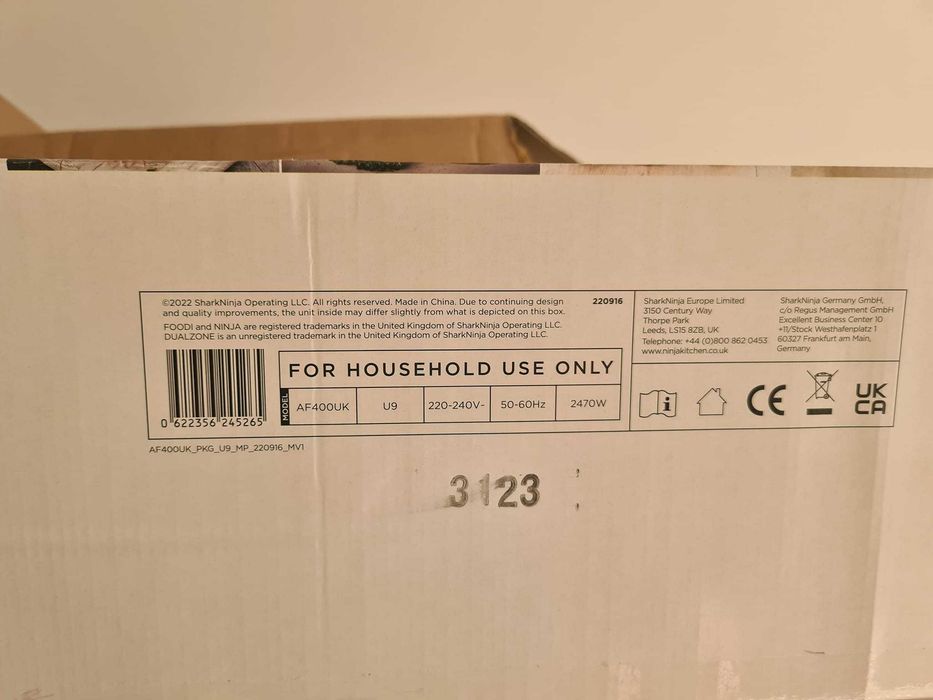 ©2022 SharkNinja Operating LLC. All rights reserved. Made in China. Due to continuing design
and quality improvements, the unit inside may differ slightly from what is depicted on this box.
220916
FOODI and NINJA are registered trademarks in the United Kingdom of SharkNinja Operating LLC.
DUALZONE is an unregistered trademark in the United Kingdom of SharkNinja Operating LLC.
0 622356 245265
FOR HOUSEHOLD USE ONLY
MODEL
AF400UK U9 220-240V~ 50-60Hz 2470W
SharkNinja Europe Limited
3150 Century Way
Thorpe Park
Leeds, LS15 8ZB, UK
Telephone: +44 (0)800 862 0453
www.ninjakitchen.co.uk
SharkNinja Germany GmbH,
c/o Regus Management GmbH
Excellent Business Center 10
+11/Stock Westhafenplatz 1
60327 Frankfurt am Main,
Germany
i
CE
UK
CA
AF400UK_PKG_U9_MP_220916_MV1
3123